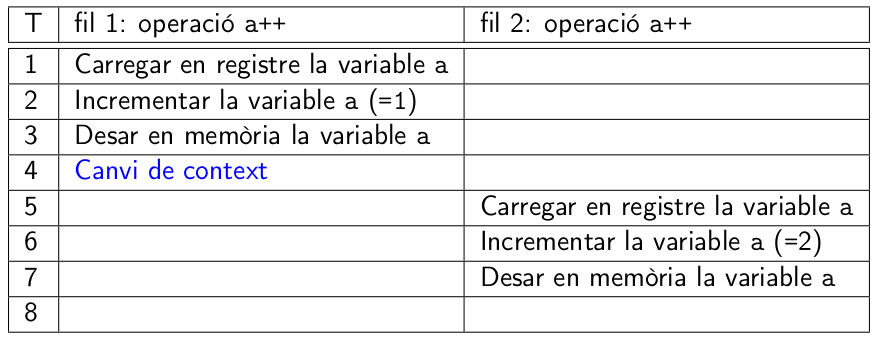 T fil 1: operació a++ fil 2: operació a++
1 Carregar en registre la variable a
2 Incrementar la variable a (=1)
3 Desar en memòria la variable a
4 Canvi de context
5 Carregar en registre la variable a
6 Incrementar la variable a (=2)
7 Desar en memòria la variable a
8